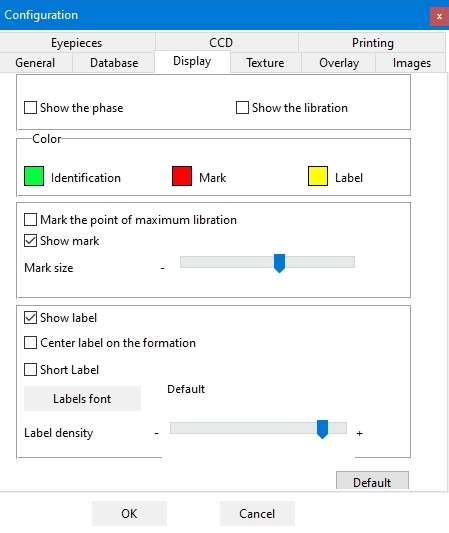 Configuration x
Eyepieces CCD Printing
General Database Display Texture Overlay Images
Show the phase Show the libration
Color
Identification Mark Label
Mark the point of maximum libration
Show mark
Mark size -
Show label
Center label on the formation
Short Label
Labels font Default
Label density - +
Default
OK Cancel